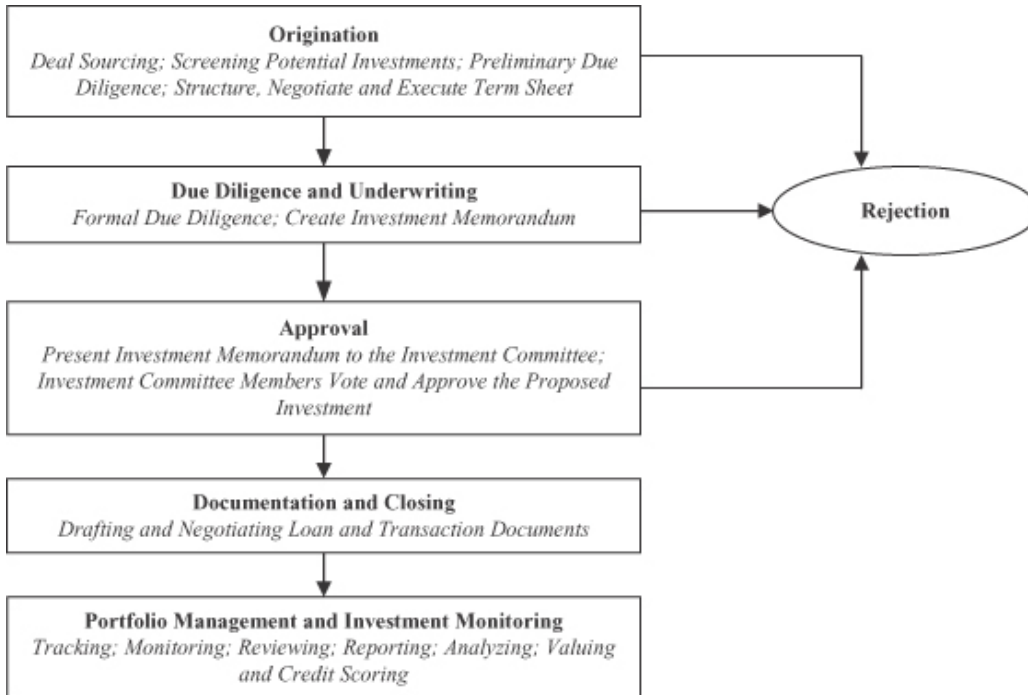 Origination
Deal Sourcing; Screening Potential Investments; Preliminary Due
Diligence; Structure, Negotiate and Execute Term Sheet
Due Diligence and Underwriting
Formal Due Diligence; Create Investment Memorandum
Rejection
Approval
Present Investment Memorandum to the Investment Committee;
Investment Committee Members Vote and Approve the Proposed
Investment
Documentation and Closing
Drafting and Negotiating Loan and Transaction Documents
Portfolio Management and Investment Monitoring
Tracking; Monitoring; Reviewing; Reporting; Analyzing; Valuing
and Credit Scoring